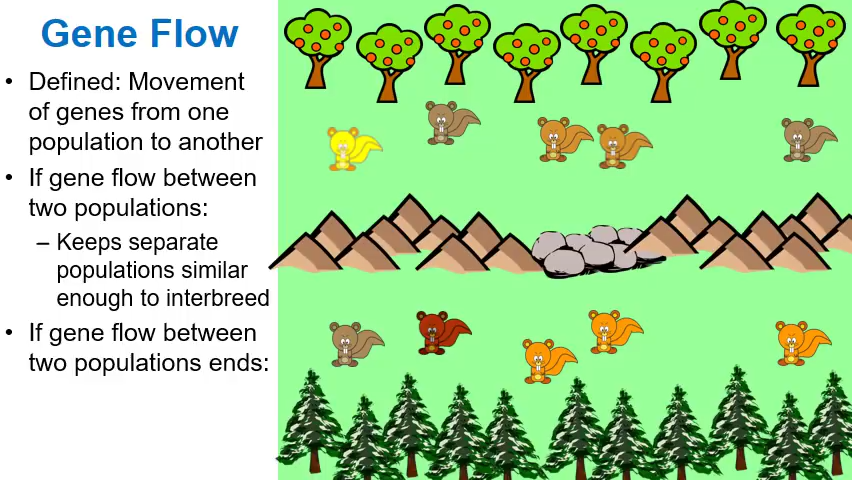 Gene Flow
• Defined: Movement
of genes from one
population to another
• If gene flow between
two populations:
– Keeps separate
populations similar
enough to interbreed
• If gene flow between
two populations ends: